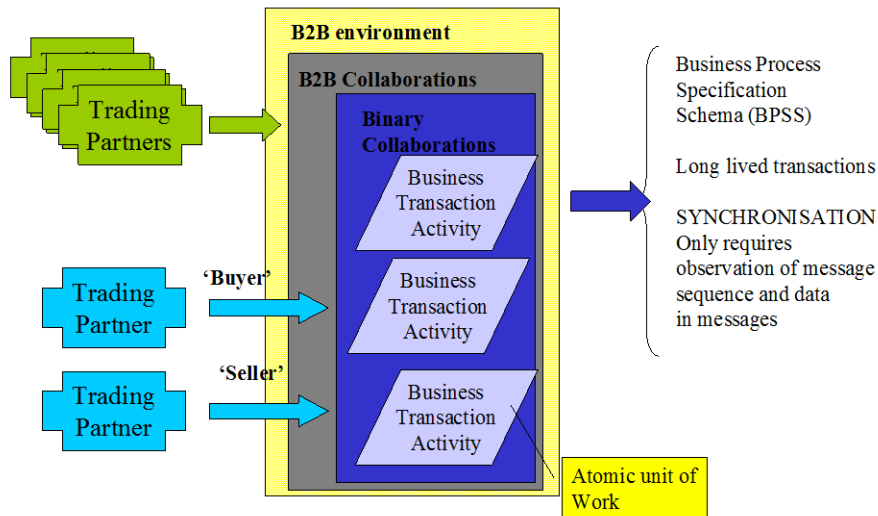 B2B environment
B2B Collaborations
Binary
Collaborations
Trading
Partners
Business
Transaction
Activity
Business
Transaction
Activity
Business
Transaction
Activity
‘Buyer’
Trading
Partner
‘Seller’
Trading
Partner
Atomic unit of
Work
Business Process
Specification
Schema (BPSS)
Long lived transactions
SYNCHRONISATION
Only requires
observation of message
sequence and data
in messages